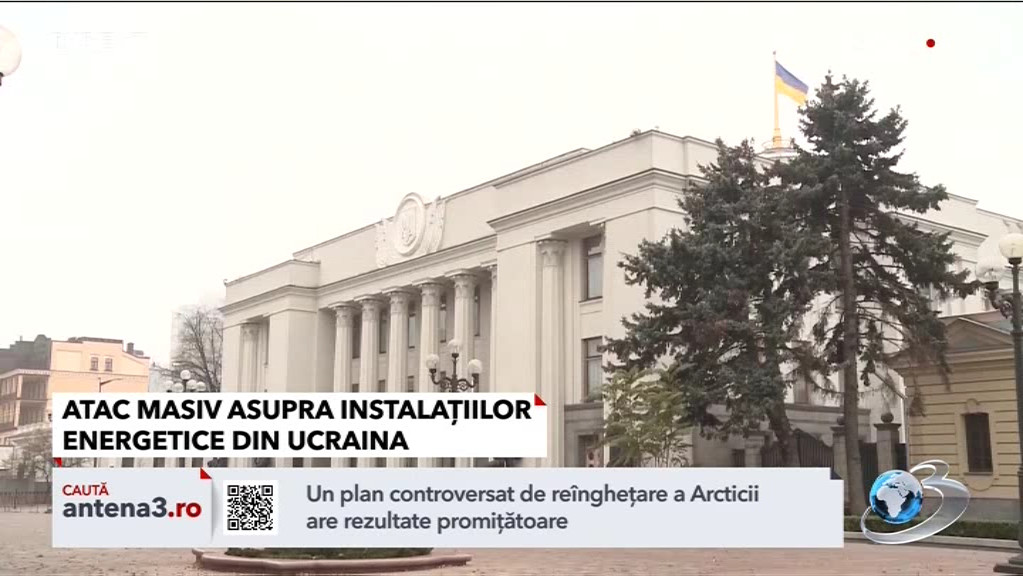 ATAC MASIV ASUPRA INSTALAȚIILOR
ENERGETICE DIN UCRAINA
CAUTĂ
antena3.ro
Un plan controversat de reînghețare a Arcticii
are rezultate promițătoare
3